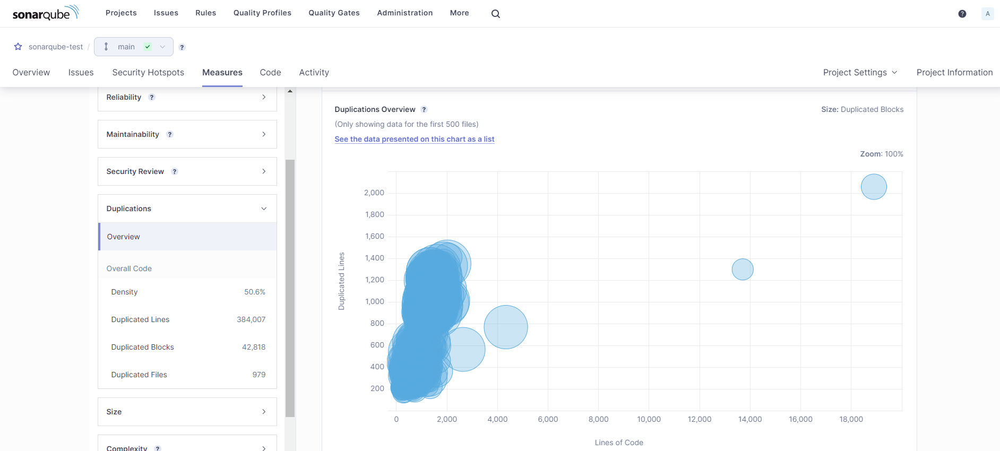 sonarqube
Projects Issues Rules Quality Profiles Quality Gates Administration More
? A
sonarqube-test / main ?
Overview Issues Security Hotspots Measures Code Activity Project Settings Project Information
Reliability ?
Maintainability ?
Security Review ?
Duplications
Overview
Overall Code
Density 50.6%
Duplicated Lines 384,007
Duplicated Blocks 42,818
Duplicated Files 979
Size
Complexity ?
Duplications Overview ? Size: Duplicated Blocks
(Only showing data for the first 500 files)
See the data presented on this chart as a list
Zoom: 100%
Duplicated Lines
2,000
1,800
1,600
1,400
1,200
1,000
800
600
400
200
0 2,000 4,000 6,000 8,000 10,000 12,000 14,000 16,000 18,000
Lines of Code